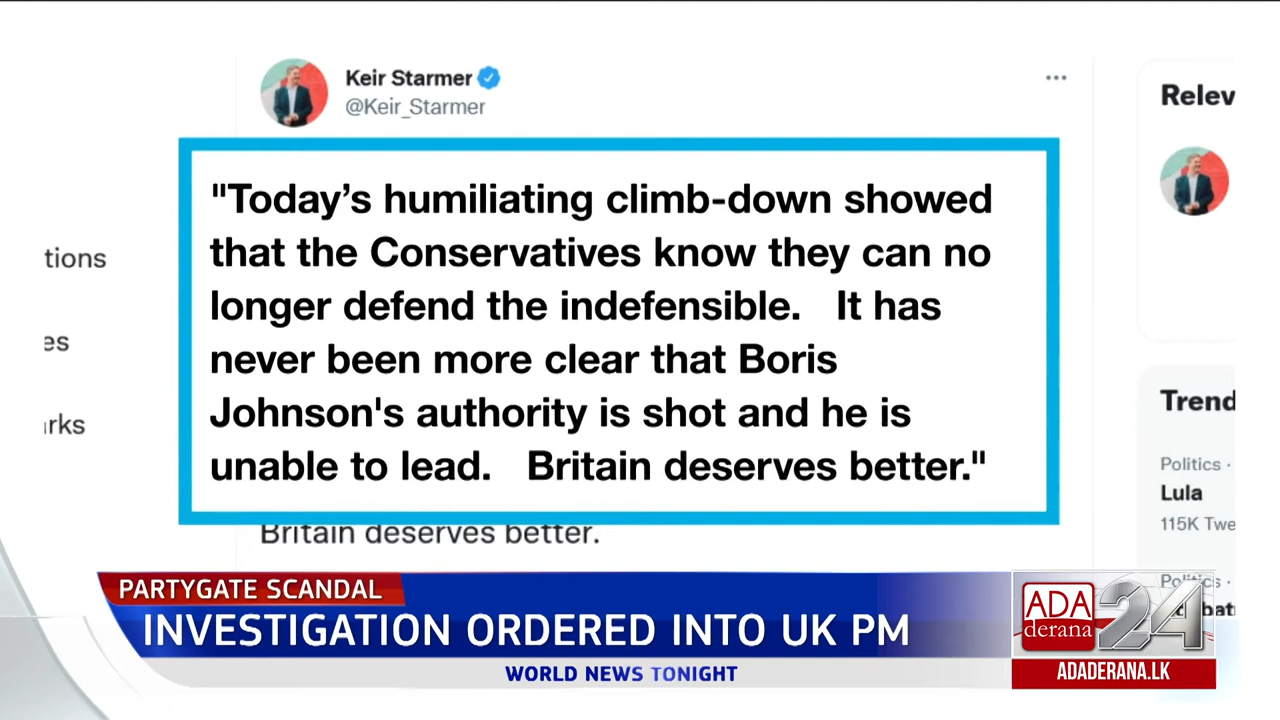 Keir Starmer
@Keir_Starmer
"Today’s humiliating climb-down showed
that the Conservatives know they can no
longer defend the indefensible. It has
never been more clear that Boris
Johnson's authority is shot and he is
unable to lead. Britain deserves better."
Britain deserves better.
tions
es
rks
Relev
Trend
Politics ·
Lula
115K Twe
Politics ·
PARTYGATE SCANDAL
INVESTIGATION ORDERED INTO UK PM
WORLD NEWS TONIGHT
ADA
derana
24
ADADERANA.LK